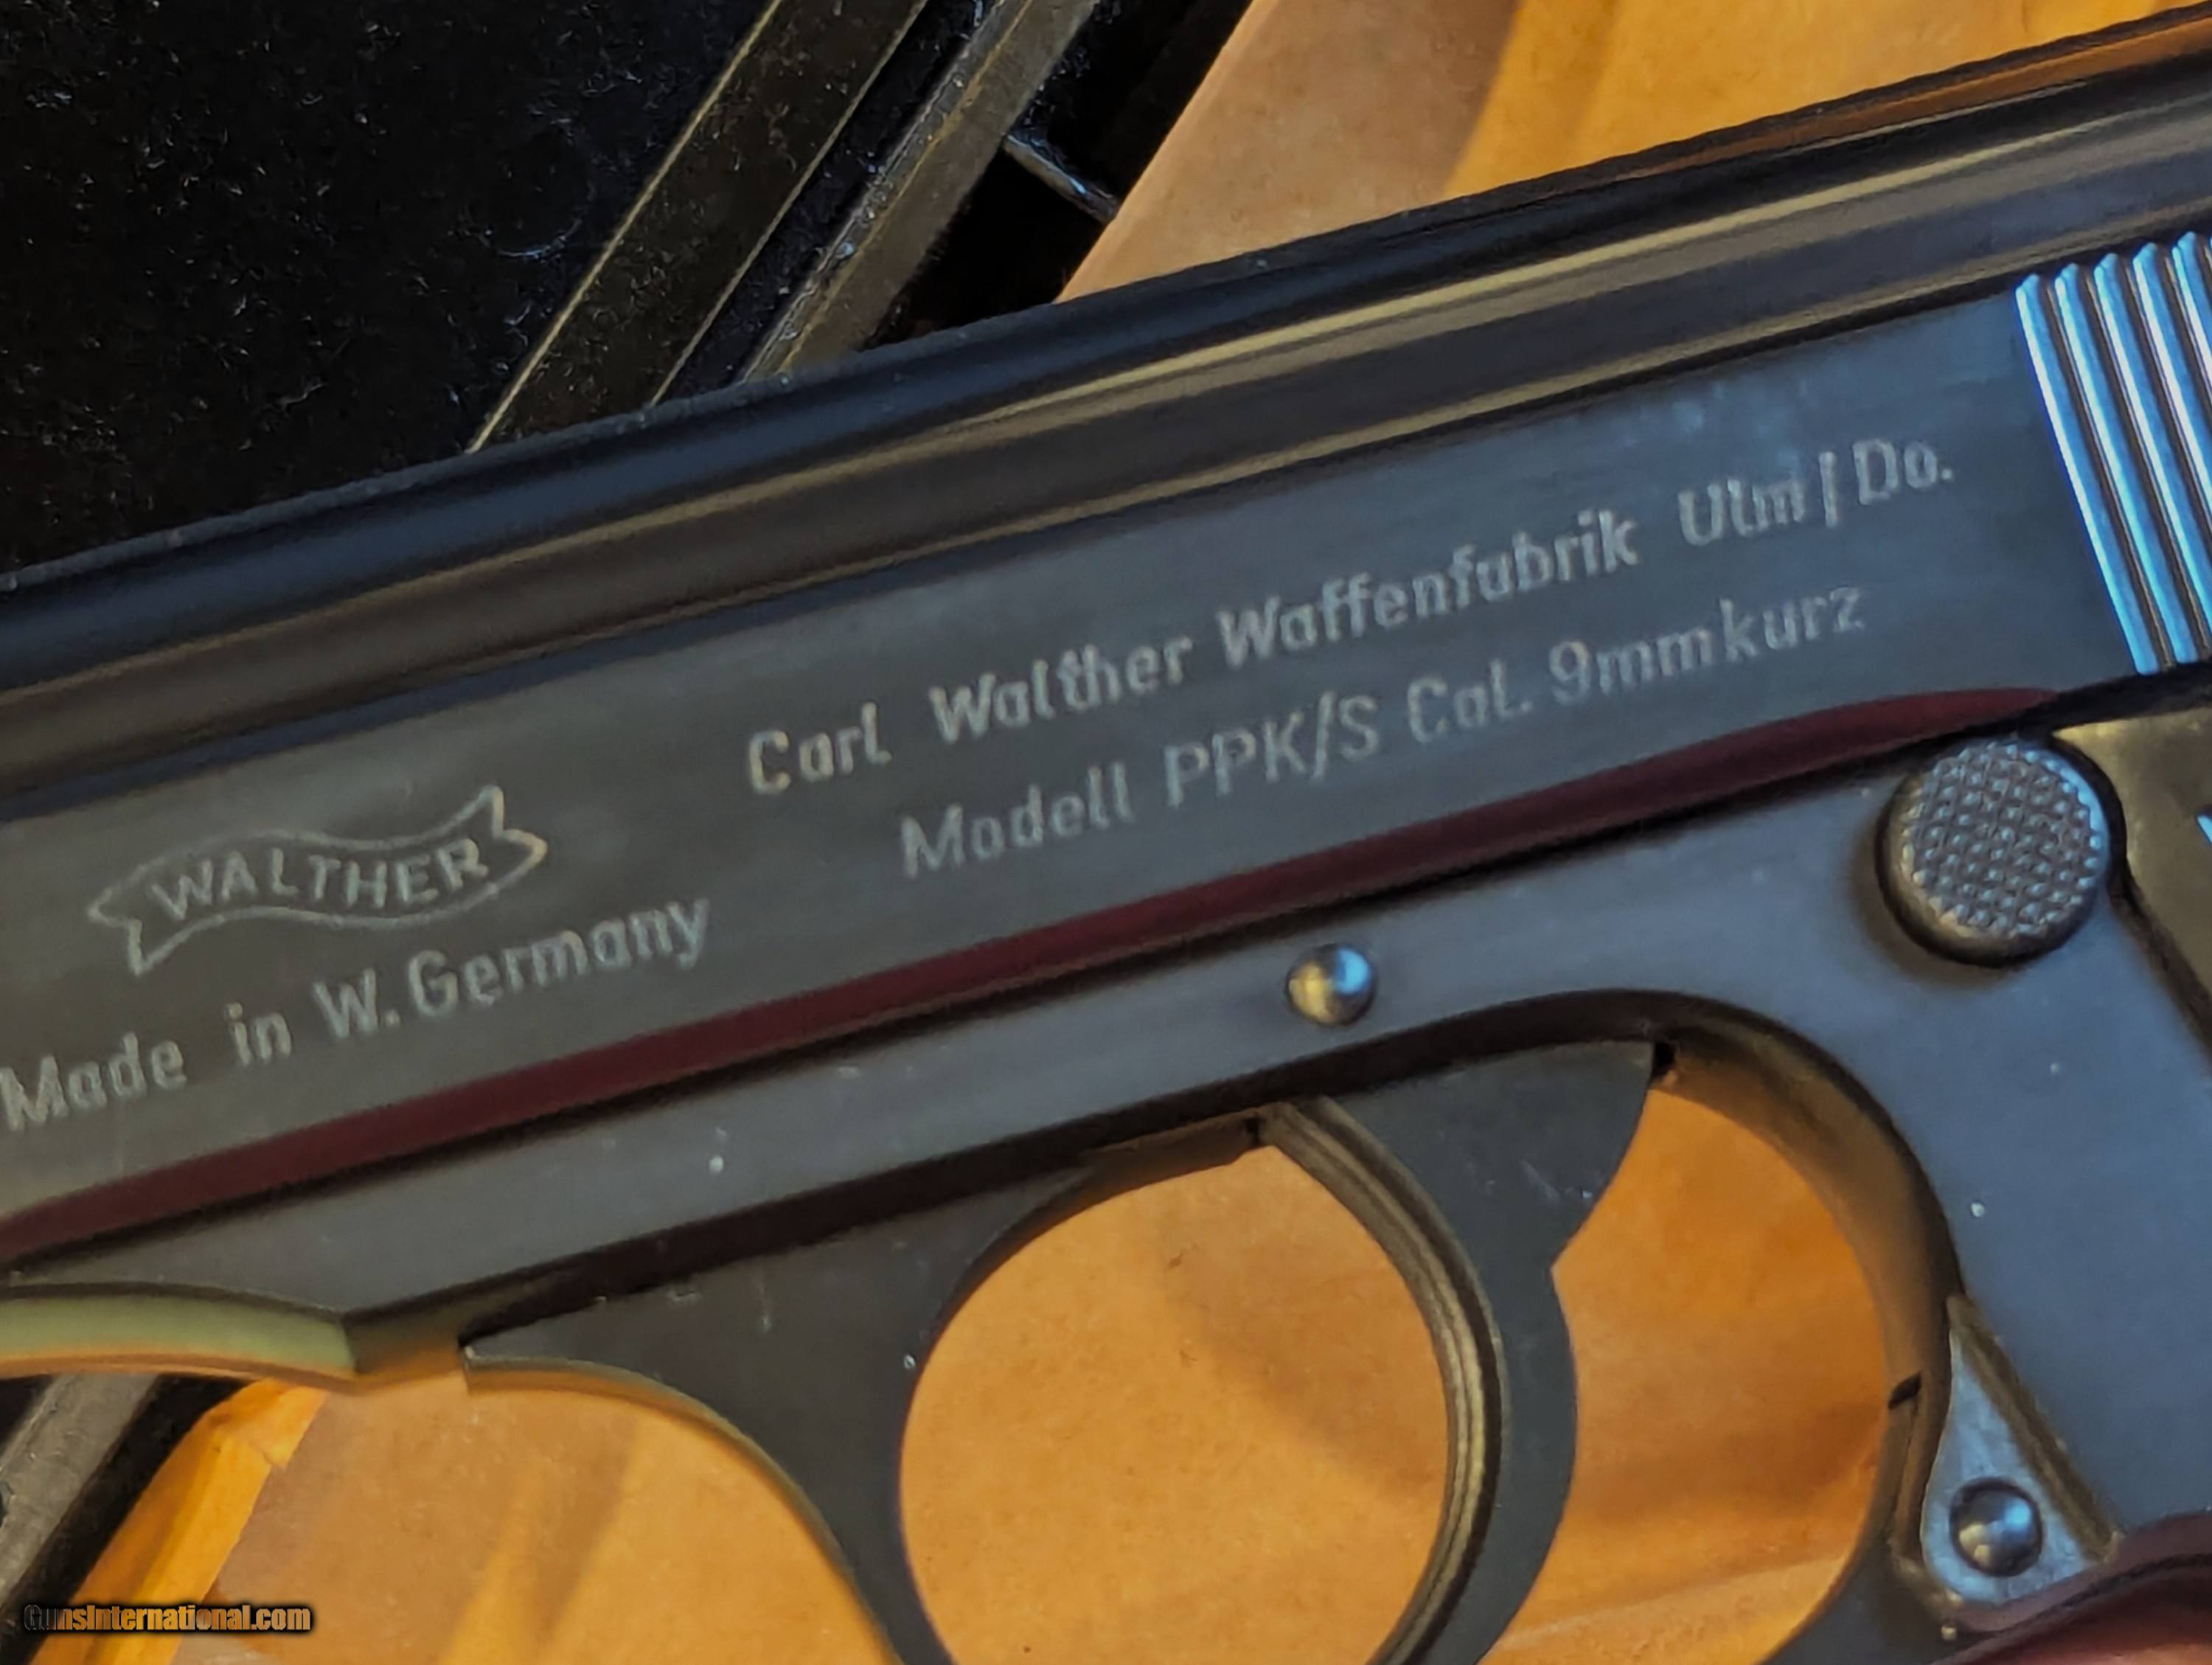 Carl Walther Waffenfabrik Ulm/Do.
Modell PPK/S Cal. 9mmkurz
WALTHER
Made in W. Germany
GunsInternational.com